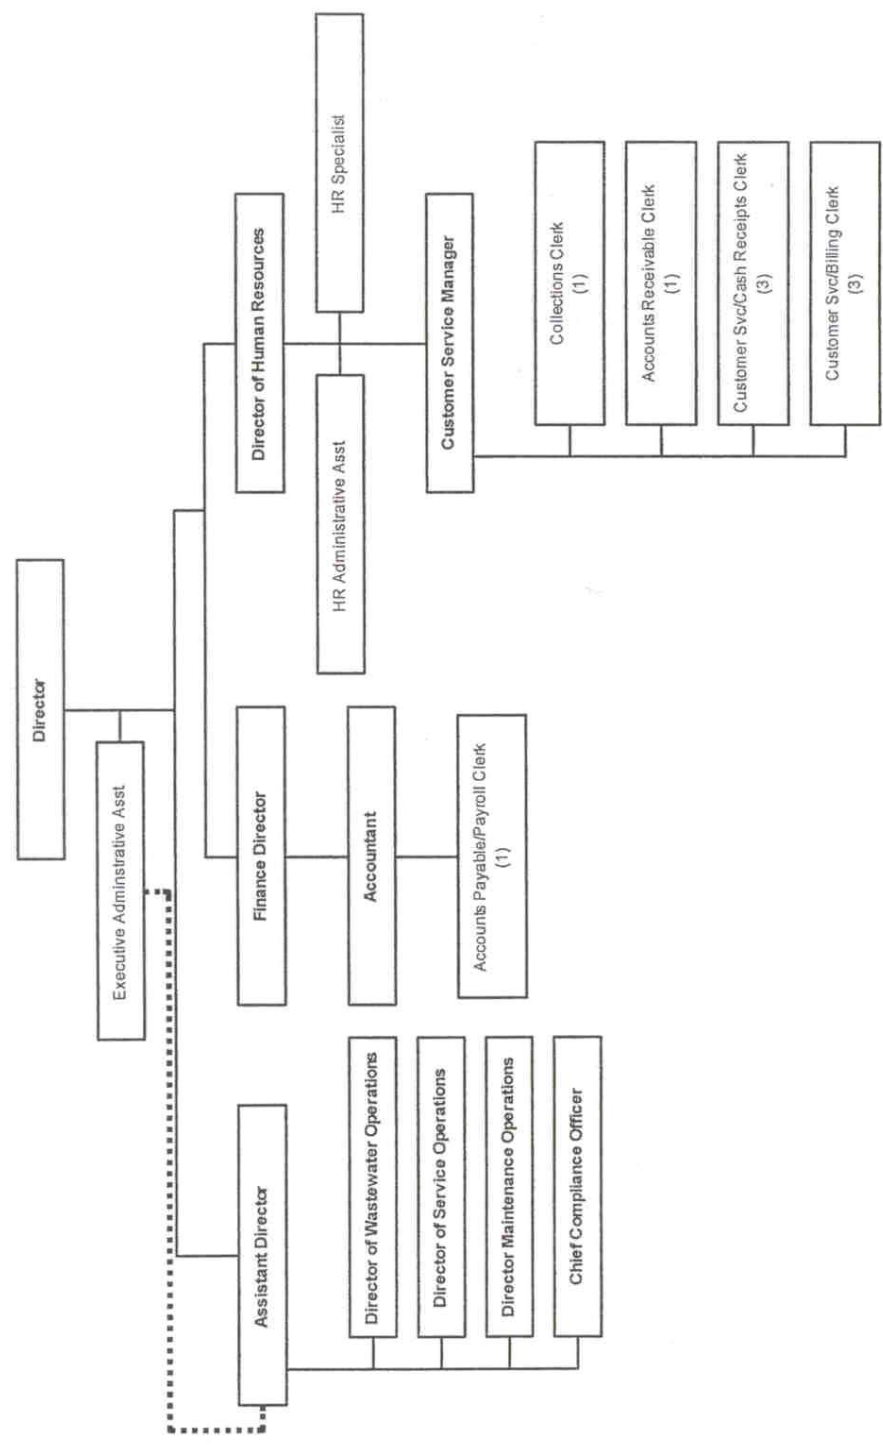 Director
Executive Adminstrative Asst
Assistant Director
Director of Wastewater Operations
Director of Service Operations
Director Maintenance Operations
Chief Compliance Officer
Finance Director
Accountant
Accounts Payable/Payroll Clerk
(1)
Director of Human Resources
HR Administrative Asst
HR Specialist
Customer Service Manager
Collections Clerk
(1)
Accounts Receivable Clerk
(1)
Customer Svc/Cash Receipts Clerk
(3)
Customer Svc/Billing Clerk
(3)